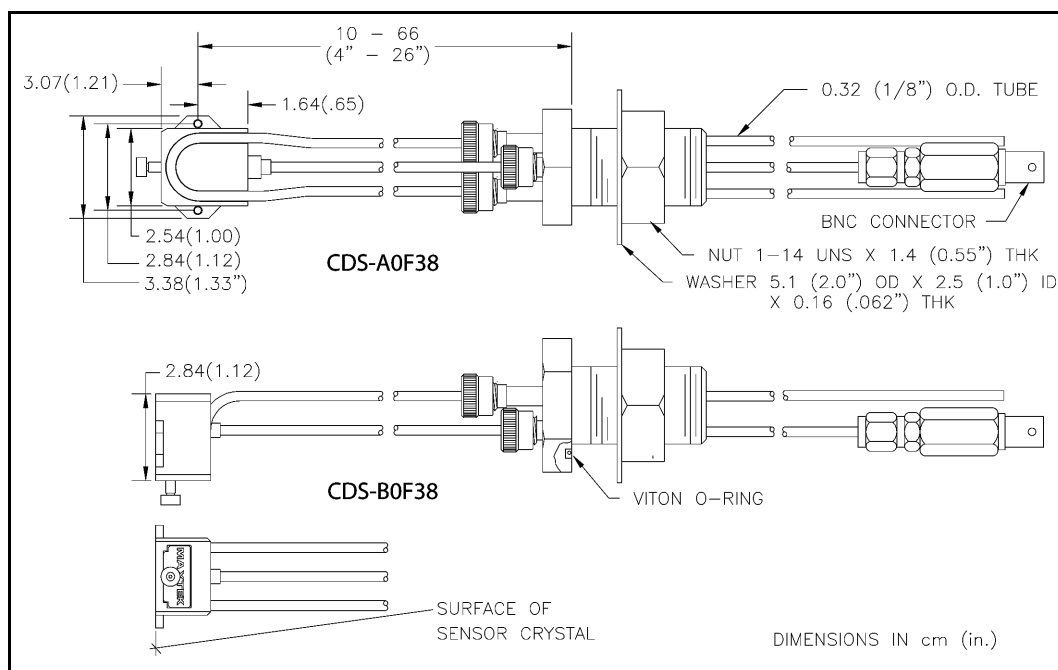 10 - 66
(4" - 26")
3.07(1.21)
1.64(.65)
0.32 (1/8") O.D. TUBE
BNC CONNECTOR
2.54(1.00)
2.84(1.12)
3.38(1.33")
CDS-A0F38
NUT 1-14 UNS X 1.4 (0.55") THK
WASHER 5.1 (2.0") OD X 2.5 (1.0") ID
X 0.16 (.062") THK
2.84(1.12)
CDS-B0F38
VITON O-RING
MAXTEK
SURFACE OF
SENSOR CRYSTAL
DIMENSIONS IN cm (in.)